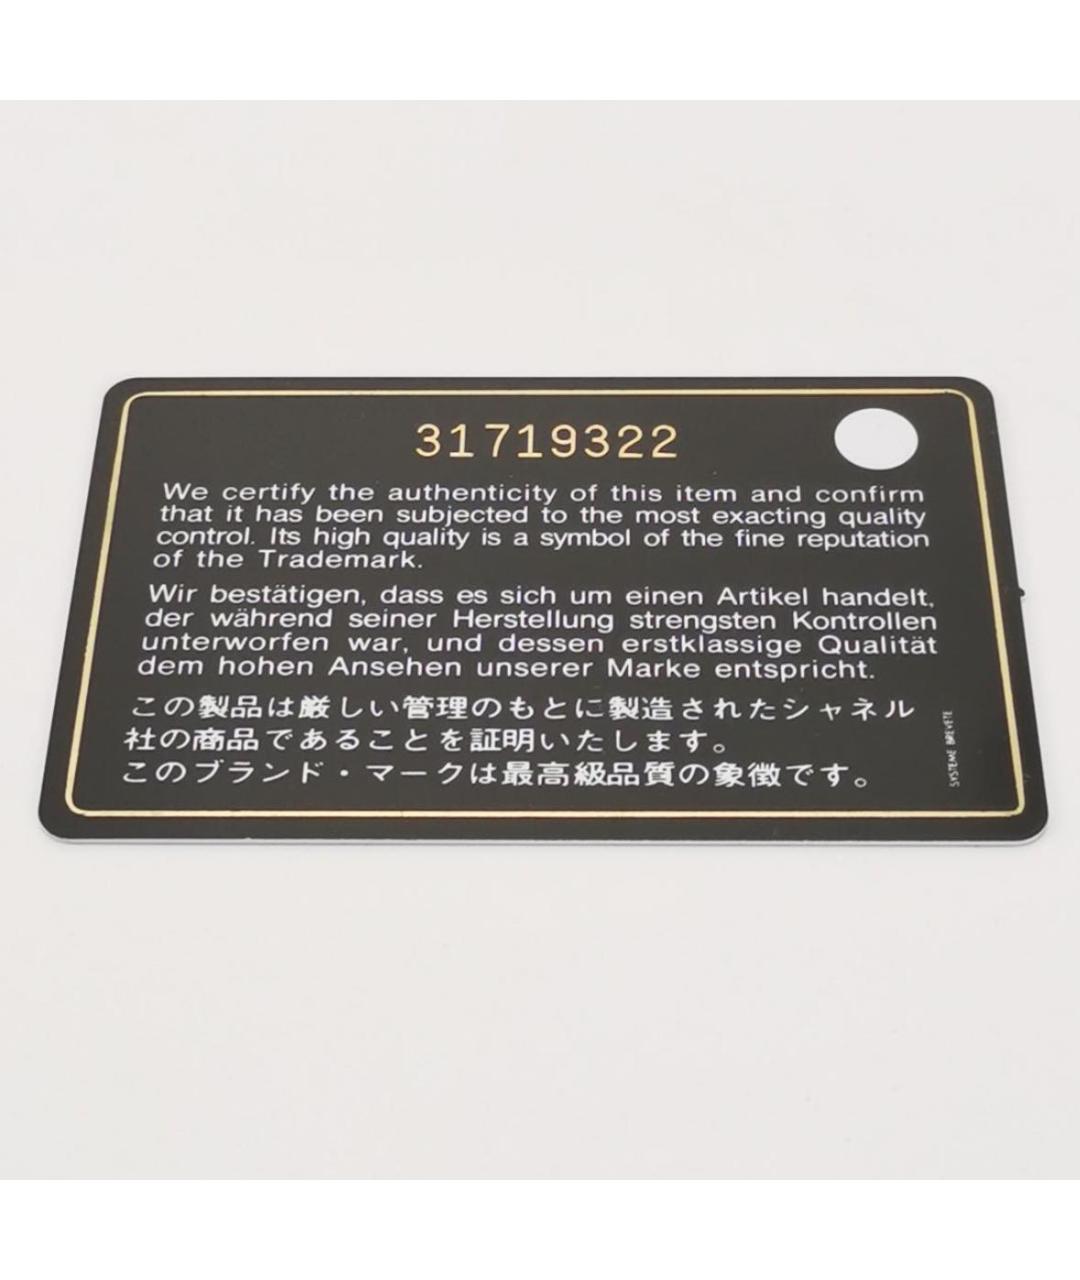 31719322
We certify the authenticity of this item and confirm
that it has been subjected to the most exacting quality
control. Its high quality is a symbol of the fine reputation
of the Trademark.
Wir bestätigen, dass es sich um einen Artikel handelt,
der während seiner Herstellung strengsten Kontrollen
unterworfen war, und dessen erstklassige Qualität
dem hohen Ansehen unserer Marke entspricht.
この製品は厳しい管理のもとに製造されたシャネル
社の商品であることを証明いたします。
このブランド・マークは最高級品質の象徴です。
SYSTEME BREVETE